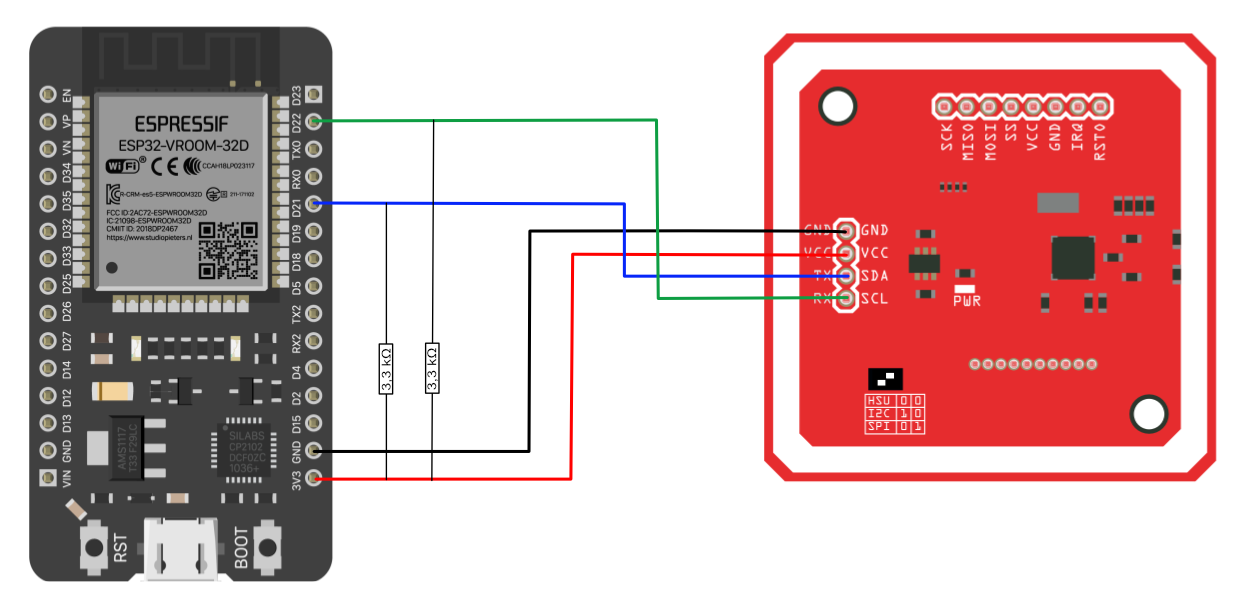 EN
VP
VN
D34
D35
D32
D33
D25
D26
D27
D14
D12
D13
GND
VIN
ESPRESSIF
ESP32-VROOM-32D
WiFi®
CE
CCAH18LP023117
R-CRM-es5-ESPWROOM32D
211-171102
FCC ID:2AC72-ESPWROOM32D
IC:21098-ESPWROOM32D
CMIIT ID: 2018DP2467
https://www.studiopieters.nl
AMS1117
T33 F29LC
SILABS
CP2102
DCF0ZC
1036+
RST
BOOT
D23
D22
TX0
RX0
D21
D19
D18
D5
TX2
RX2
D4
D2
D15
GND
3V3
3,3 kΩ
3,3 kΩ
SCK
MISO
MOSI
SS
VCC
GND
IRQ
RSTO
GND GND
VCC VCC
TX SDA
RX SCL
PWR
HSU 0 0
I2C 1 0
SPI 0 1